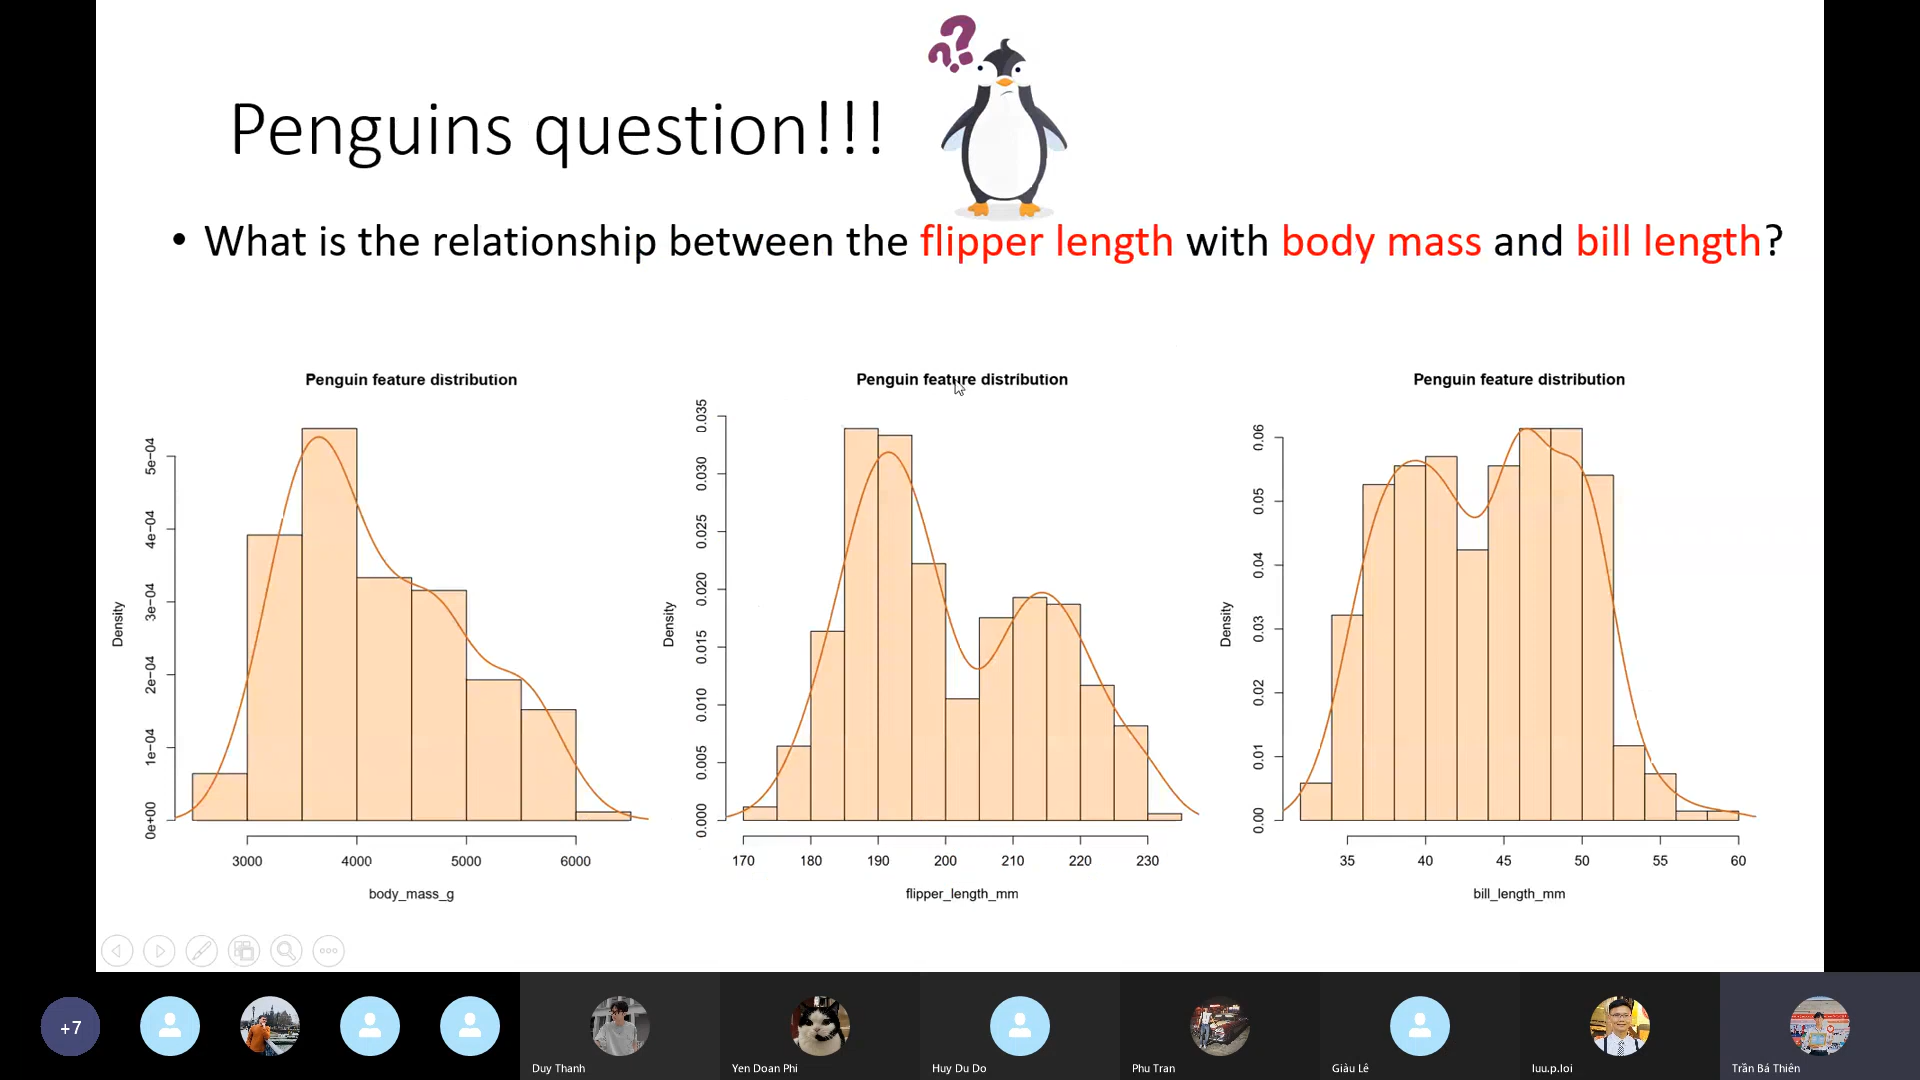 Penguins question!!!
• What is the relationship between the flipper length with body mass and bill length?
Penguin feature distribution
Density
0e+00
1e−04
2e−04
3e−04
4e−04
5e−04
3000 4000 5000 6000
body_mass_g
Penguin feature distribution
Density
0.000
0.005
0.010
0.015
0.020
0.025
0.030
0.035
170 180 190 200 210 220 230
flipper_length_mm
Penguin feature distribution
Density
0.00
0.01
0.02
0.03
0.04
0.05
0.06
35 40 45 50 55 60
bill_length_mm
+7
Duy Thanh
Yen Doan Phi
Huy Du Do
Phu Tran
Giàu Lê
luu.p.loi
Trần Bá Thiên